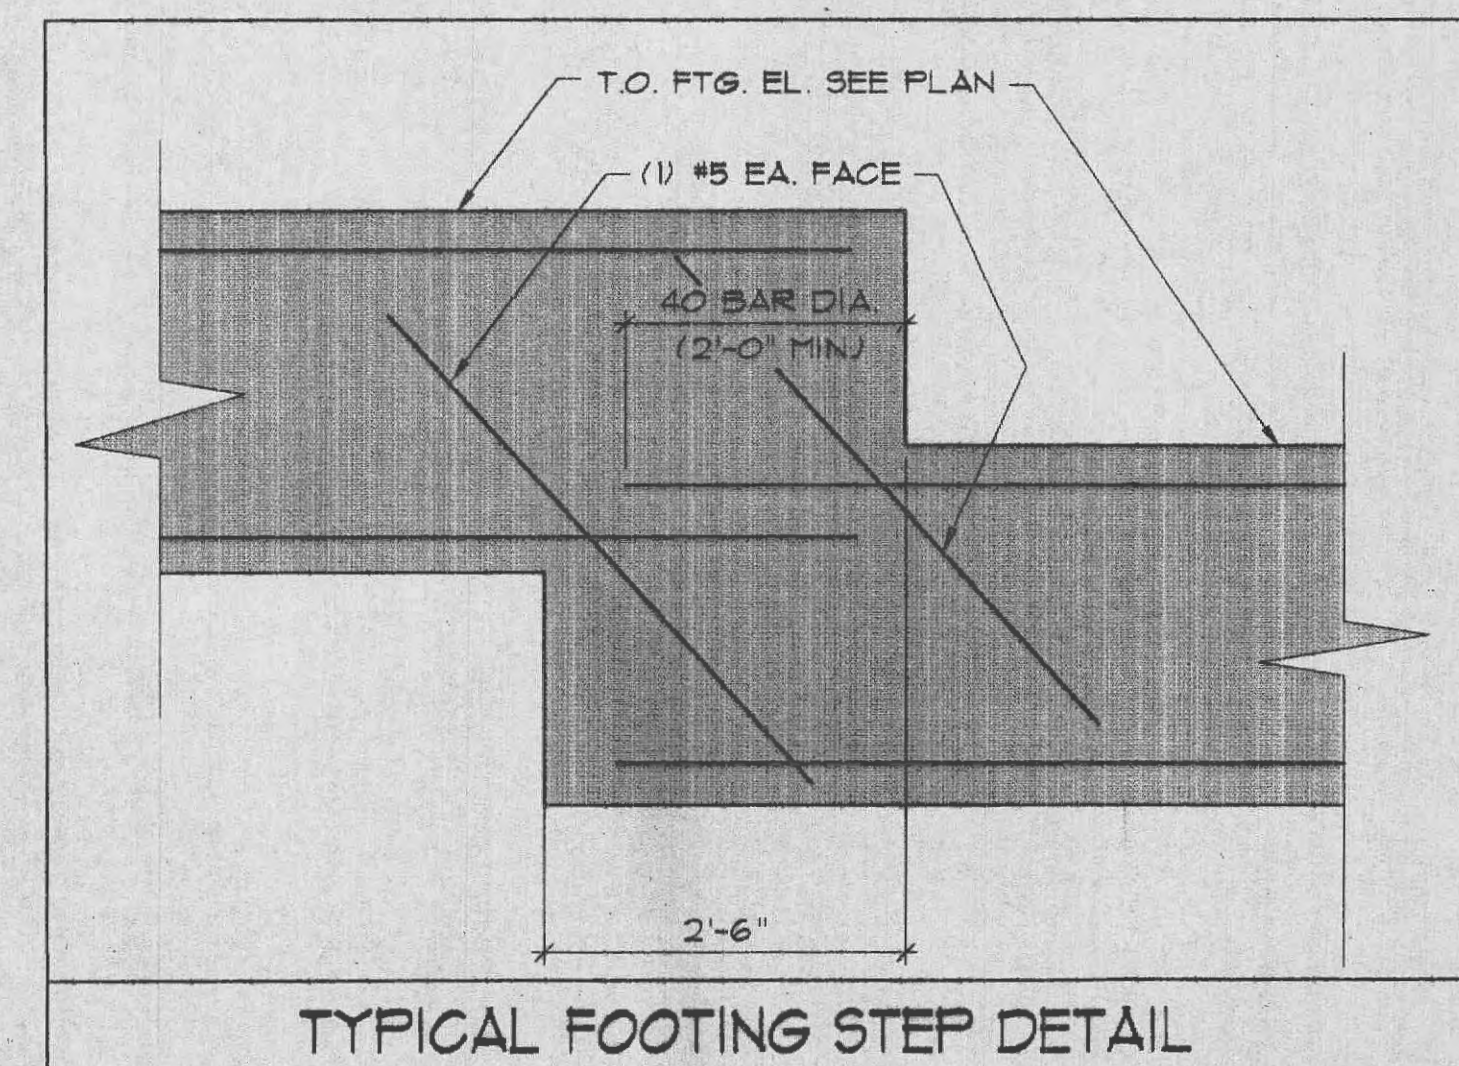 T.O. FTG. EL. SEE PLAN
(1) #5 EA. FACE
40 BAR DIA.
(2'-0" MIN.)
2'-6"
TYPICAL FOOTING STEP DETAIL